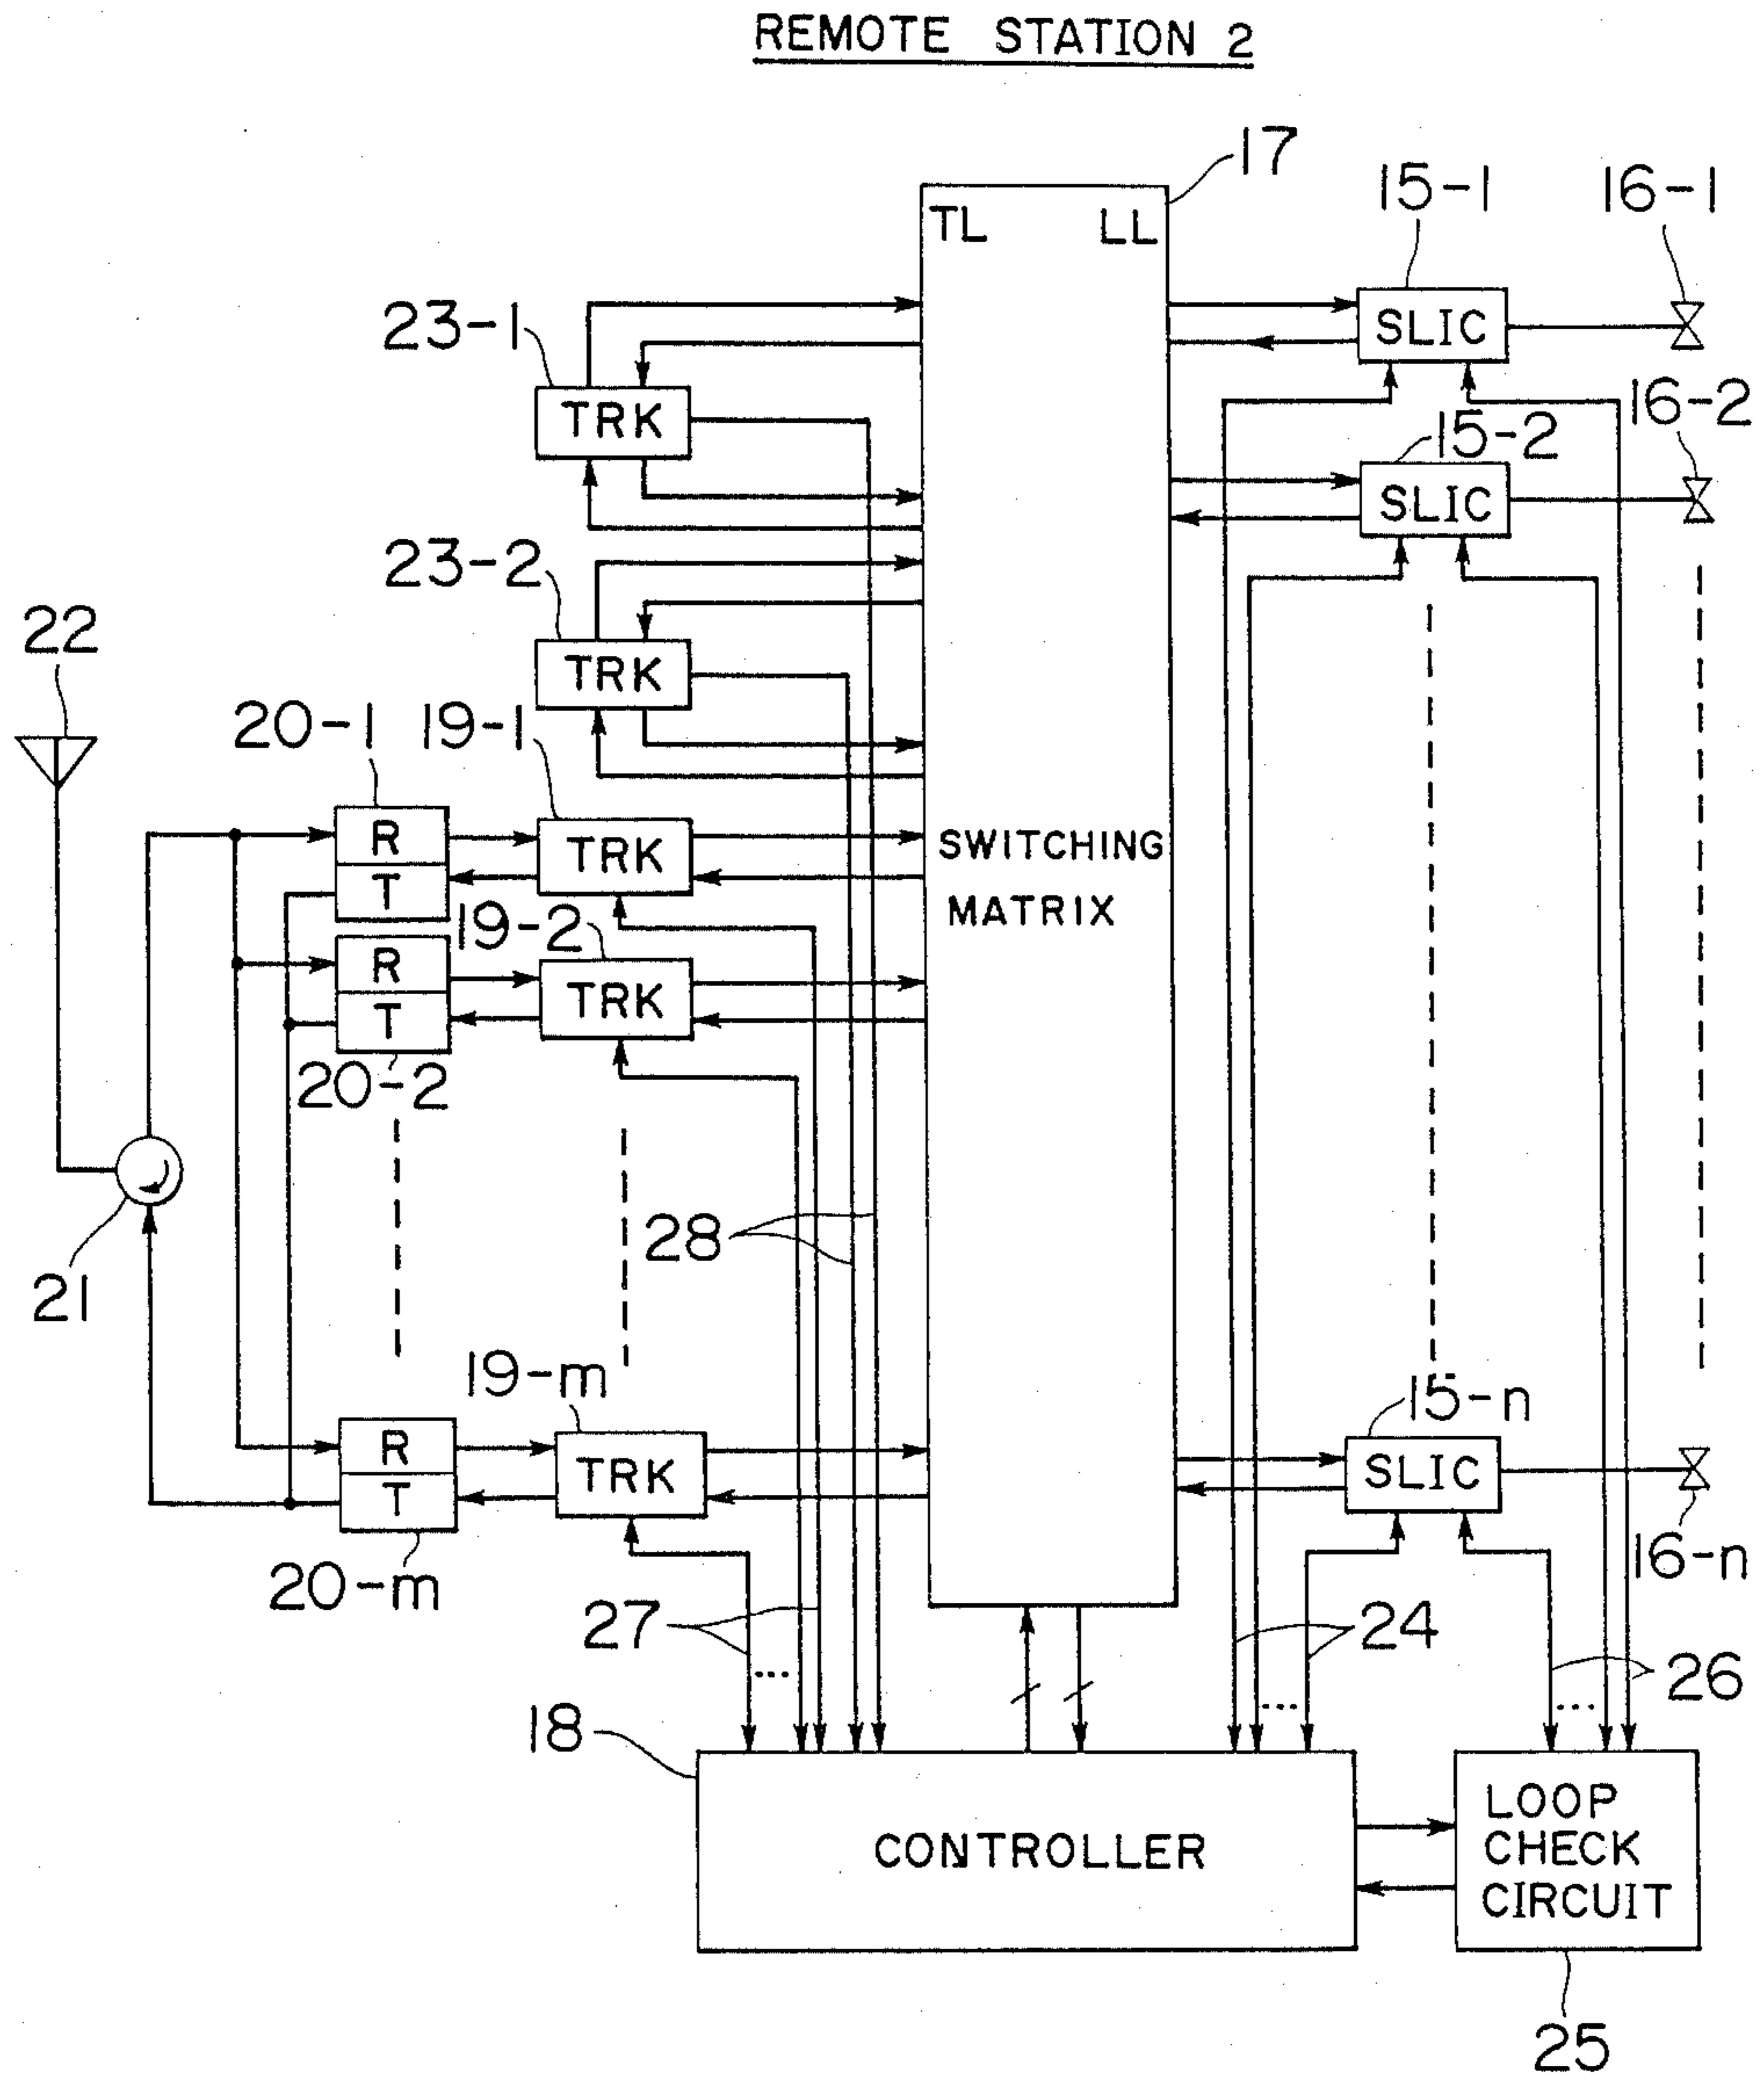 REMOTE STATION 2
17
15-1
16-1
TL LL
23-1
SLIC
TRK
16-2
15-2
SLIC
23-2
22
TRK
20-1
19-1
R
T
TRK
SWITCHING
MATRIX
19-2
R
T
TRK
20-2
28
21
19-m
15-n
R
T
TRK
SLIC
20-m
16-n
27
...
24
...
26
...
18
CONTROLLER
LOOP
CHECK
CIRCUIT
25